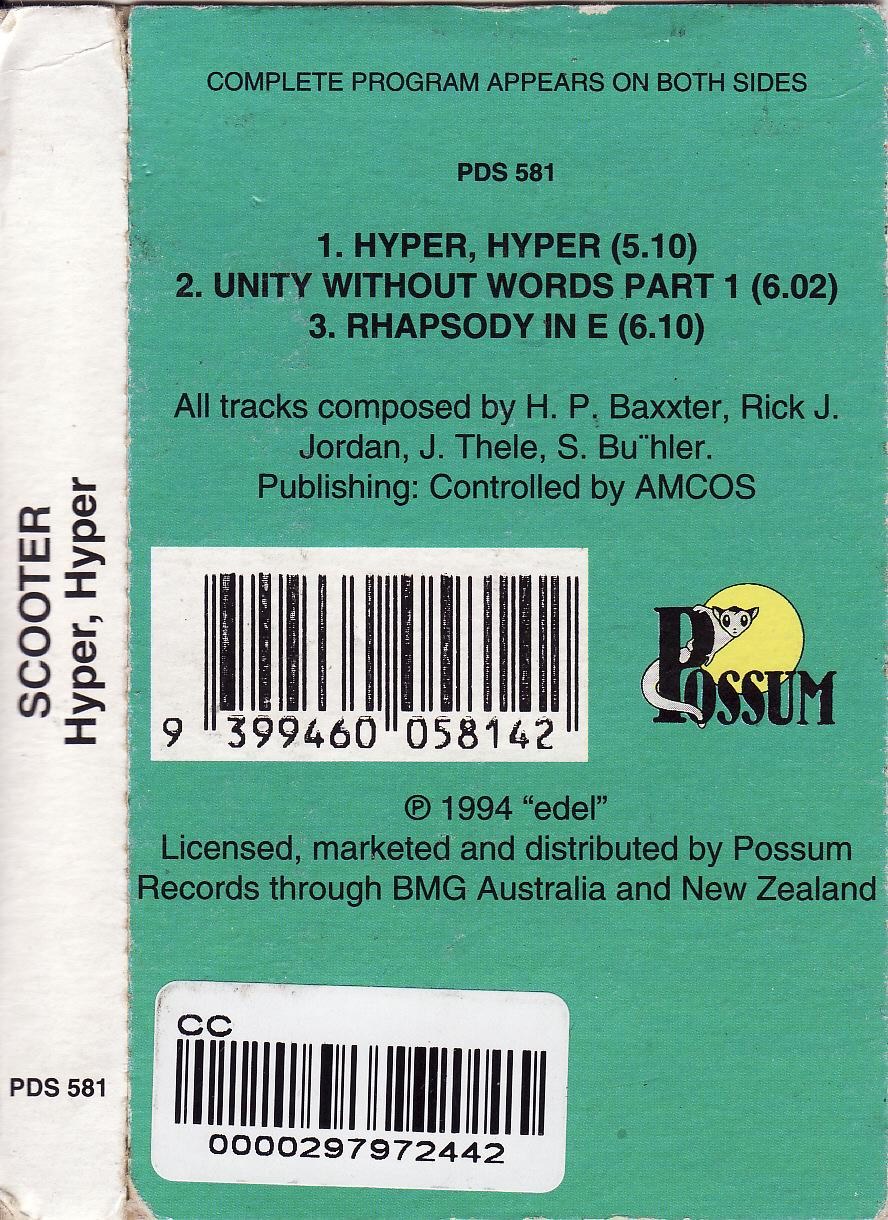 SCOOTER
Hyper, Hyper
PDS 581
COMPLETE PROGRAM APPEARS ON BOTH SIDES
PDS 581
1. HYPER, HYPER (5.10)
2. UNITY WITHOUT WORDS PART 1 (6.02)
3. RHAPSODY IN E (6.10)
All tracks composed by H. P. Baxxter, Rick J.
Jordan, J. Thele, S. Bu¨hler.
Publishing: Controlled by AMCOS
9 399460 058142
POSSUM
℗ 1994 “edel”
Licensed, marketed and distributed by Possum
Records through BMG Australia and New Zealand
CC
0000297972442